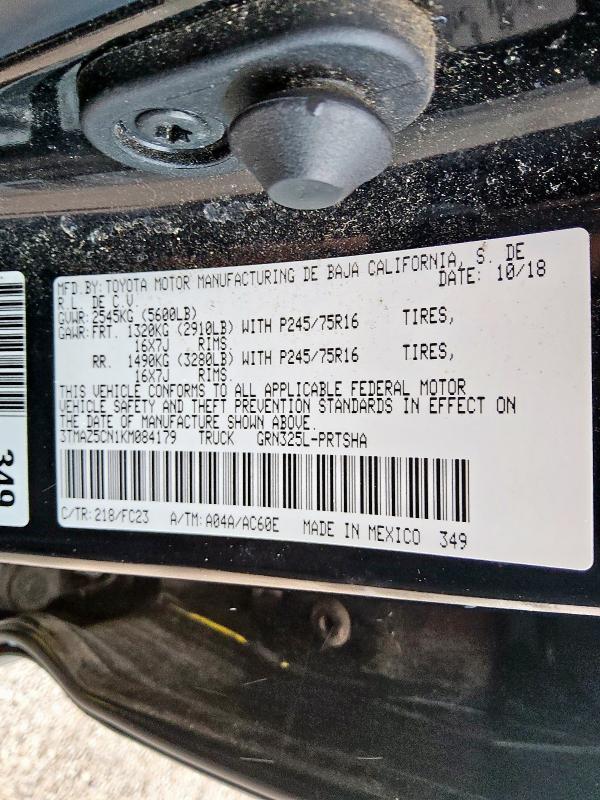 MFD.BY:TOYOTA MOTOR MANUFACTURING DE BAJA CALIFORNIA, S. DE
R.L. DE C.V. DATE: 10/18
GVWR:2545KG (5600LB)
GAWR:FRT. 1320KG (2910LB) WITH P245/75R16 TIRES,
16X7J RIMS
RR. 1490KG (3280LB) WITH P245/75R16 TIRES,
16X7J RIMS
THIS VEHICLE CONFORMS TO ALL APPLICABLE FEDERAL MOTOR
VEHICLE SAFETY AND THEFT PREVENTION STANDARDS IN EFFECT ON
THE DATE OF MANUFACTURE SHOWN ABOVE.
3TMAZ5CN1KM084179 TRUCK GRN325L-PRTSHA
C/TR:218/FC23 A/TM:A04A/AC60E MADE IN MEXICO 349
349